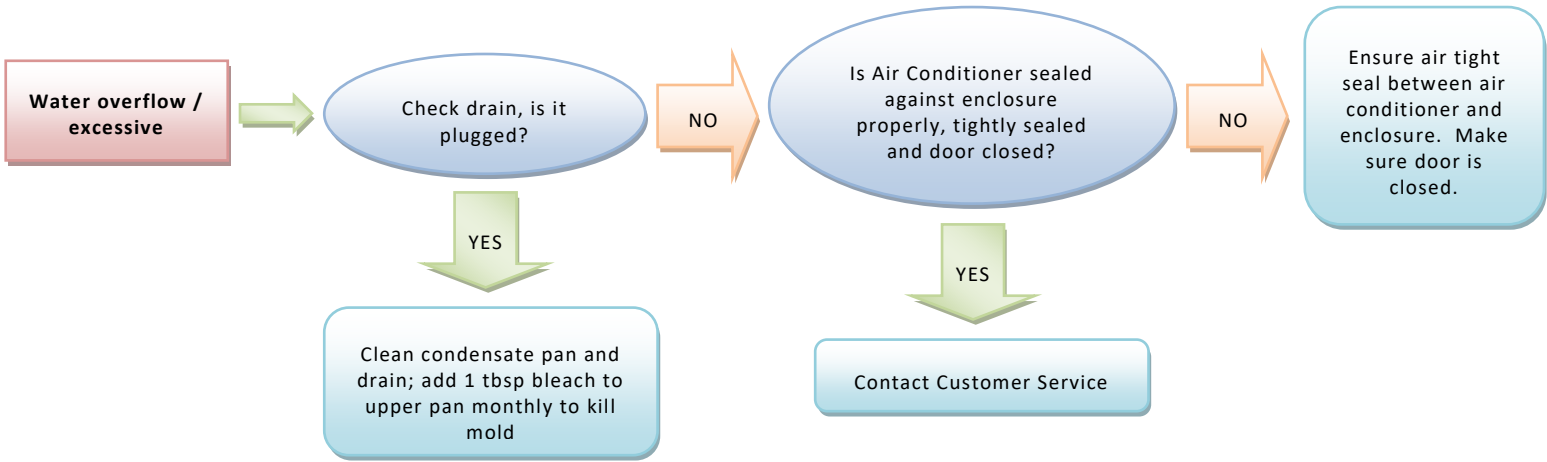 Water overflow /
excessive
Check drain, is it
plugged?
NO
Is Air Conditioner sealed
against enclosure
properly, tightly sealed
and door closed?
NO
Ensure air tight
seal between air
conditioner and
enclosure.  Make
sure door is
closed.
YES
YES
Clean condensate pan and
drain; add 1 tbsp bleach to
upper pan monthly to kill
mold
Contact Customer Service